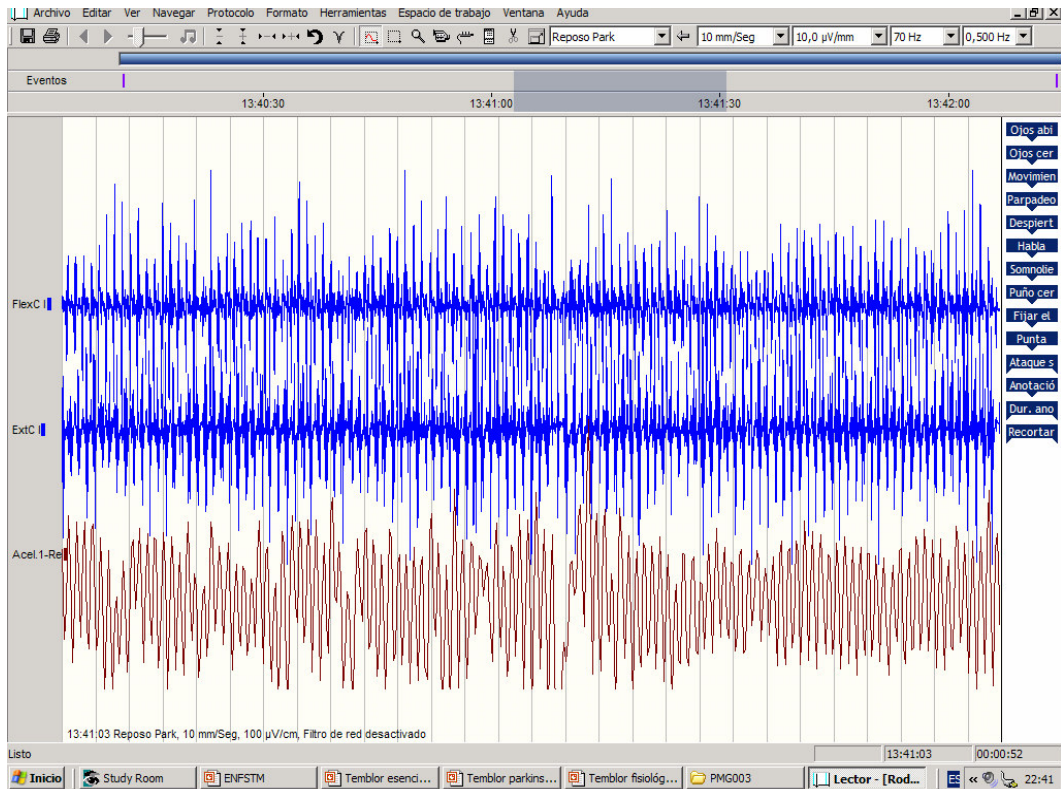 Archivo Editar Ver Navegar Protocolo Formato Herramientas Espacio de trabajo Ventana Ayuda
Reposo Park 10 mm/Seg 10,0 µV/mm 70 Hz 0,500 Hz
Eventos
13:40:30 13:41:00 13:41:30 13:42:00
Ojos abi
Ojos cer
Movimien
Parpadeo
Despiert
Habla
Somnolie
FlexC I
Puño cer
Fijar el
Punta
Ataque s
Anotació
Dur. ano
ExtC I
Recortar
Acel.1-Re
13:41:03 Reposo Park, 10 mm/Seg, 100 µV/cm, Filtro de red desactivado
Listo 13:41:03 00:00:52
Inicio Study Room ENFSTM Temblor esenci... Temblor parkins... Temblor fisiológ... PMG003 Lector - [Rod... ES « 22:41